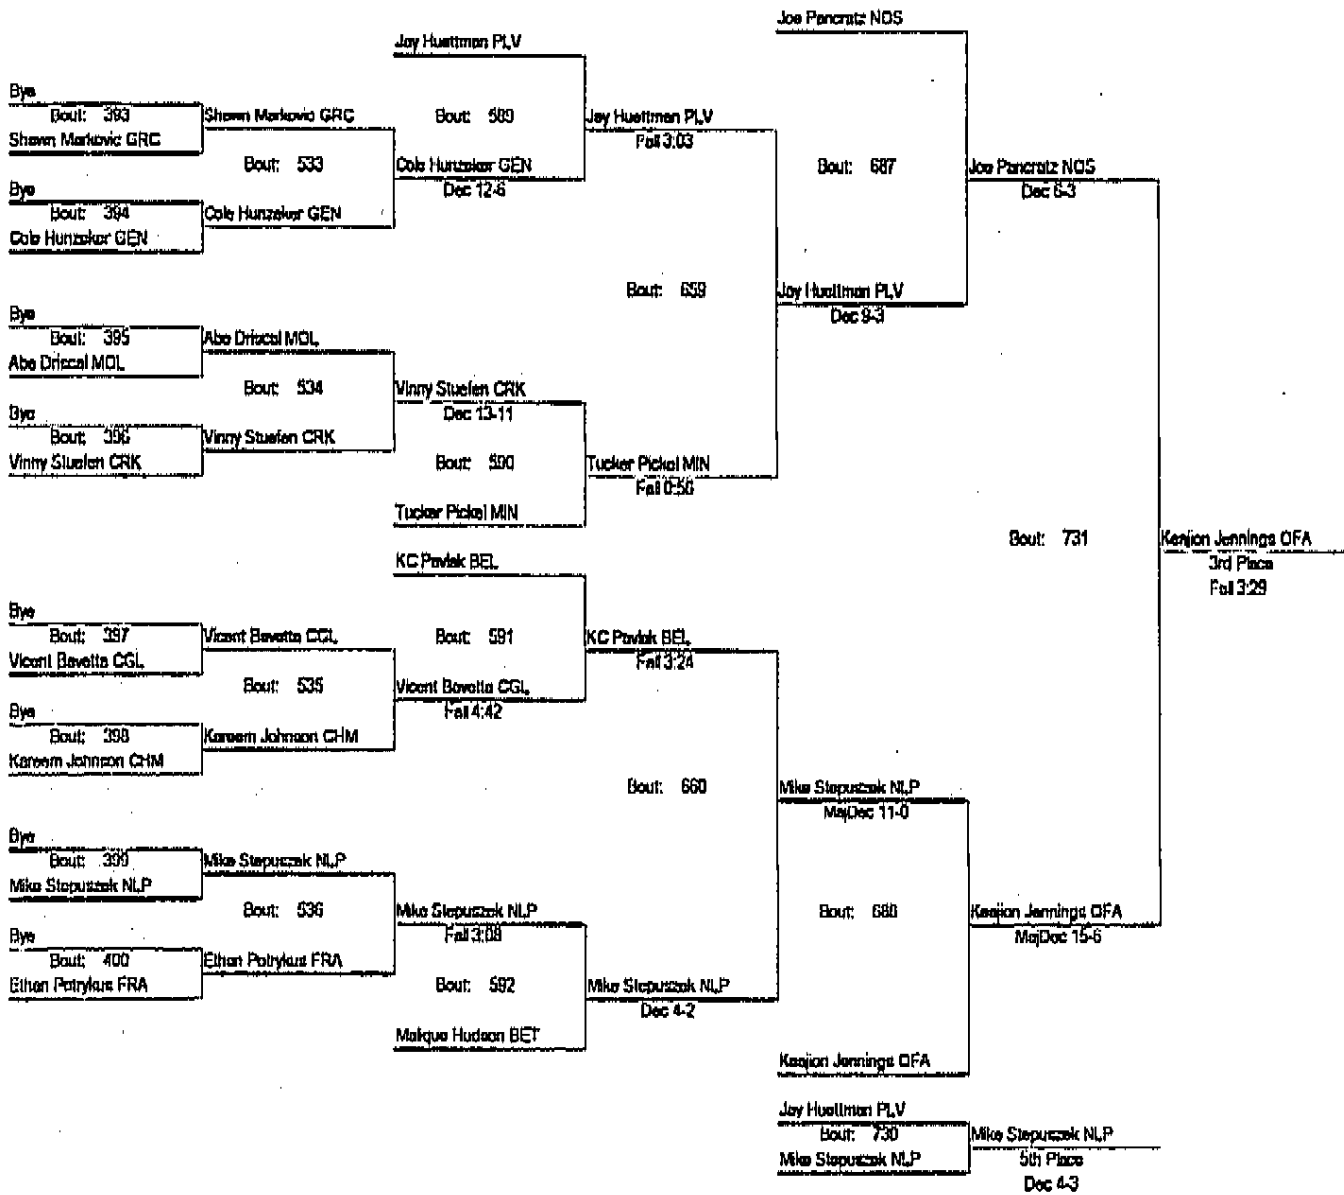 Joe Pancratz NOS
Jay Huettman PLV
Bye
Bout: 393
Shawn Markovic GRC
Shawn Markovic GRC
Bout: 589
Jay Huettman PLV
Fall 3:03
Bout: 533
Cole Hunzeker GEN
Dec 12-6
Bout: 687
Joe Pancratz NOS
Dec 6-3
Bye
Bout: 394
Cole Hunzeker GEN
Cole Hunzeker GEN
Bout: 659
Jay Huettman PLV
Dec 9-3
Bye
Bout: 395
Abe Driscol MOL
Abe Driscol MOL
Bout: 534
Vinny Stuefen CRK
Dec 13-11
Bye
Bout: 396
Vinny Stuefen CRK
Vinny Stuefen CRK
Bout: 590
Tucker Pickel MIN
Fall 0:56
Tucker Pickel MIN
Bout: 731
Kenjion Jennings OFA
3rd Place
Fall 3:29
KC Pavlak BEL
Bye
Bout: 397
Vicent Bavetta CGL
Vicent Bavetta CGL
Bout: 591
KC Pavlak BEL
Fall 3:24
Bout: 535
Vicent Bavetta CGL
Fall 4:42
Bye
Bout: 398
Kareem Johnson CHM
Kareem Johnson CHM
Bout: 660
Mike Stepuszek NLP
MajDec 11-0
Bye
Bout: 399
Mike Stepuszek NLP
Mike Stepuszek NLP
Bout: 536
Mike Stepuszek NLP
Fall 3:08
Bout: 688
Kenjion Jennings OFA
MajDec 15-6
Bye
Bout: 400
Ethan Potrykus FRA
Ethan Potrykus FRA
Bout: 592
Mike Stepuszek NLP
Dec 4-2
Malque Hudson BET
Kenjion Jennings OFA
Jay Huettman PLV
Bout: 730
Mike Stepuszek NLP
Mike Stepuszek NLP
5th Place
Dec 4-3